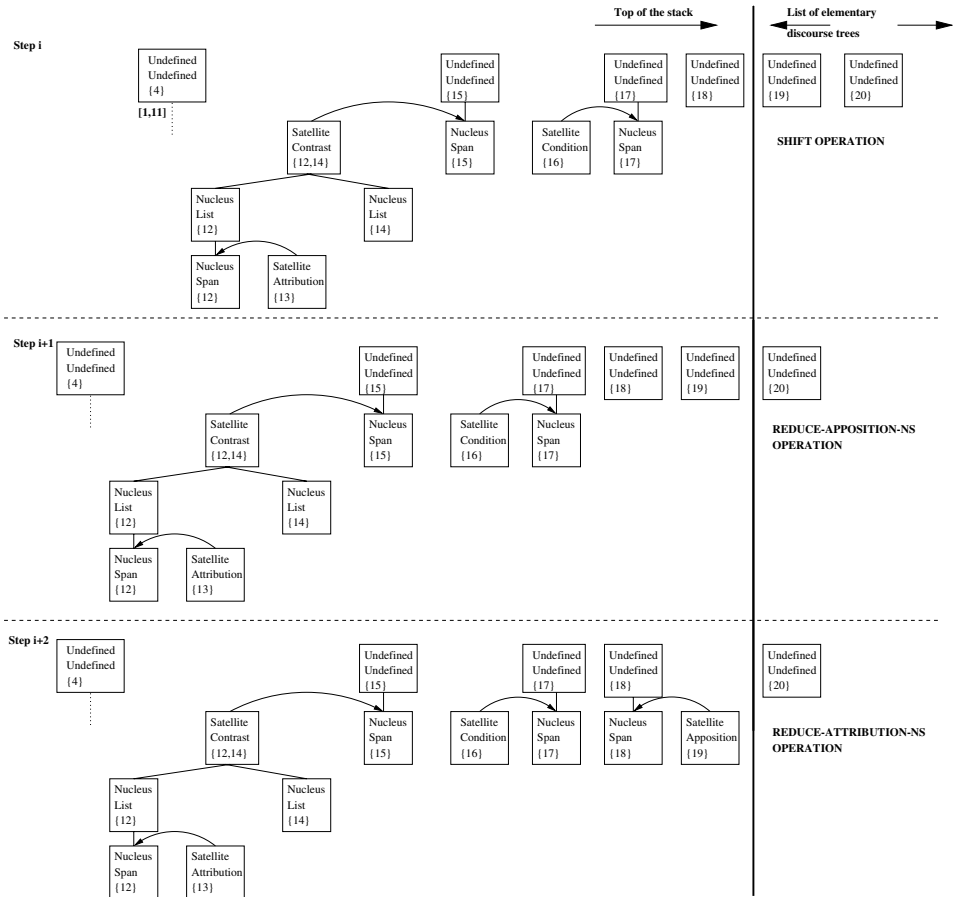 Top of the stack
List of elementary
discourse trees
Step i
Undefined
Undefined
{4}
[1,11]
Undefined
Undefined
{15}
Undefined
Undefined
{17}
Undefined
Undefined
{18}
Undefined
Undefined
{19}
Undefined
Undefined
{20}
SHIFT OPERATION
Satellite
Contrast
{12,14}
Nucleus
Span
{15}
Satellite
Condition
{16}
Nucleus
Span
{17}
Nucleus
List
{12}
Nucleus
List
{14}
Nucleus
Span
{12}
Satellite
Attribution
{13}
Step i+1
Undefined
Undefined
{4}
Undefined
Undefined
{15}
Undefined
Undefined
{17}
Undefined
Undefined
{18}
Undefined
Undefined
{19}
Undefined
Undefined
{20}
REDUCE-APPOSITION-NS
OPERATION
Satellite
Contrast
{12,14}
Nucleus
Span
{15}
Satellite
Condition
{16}
Nucleus
Span
{17}
Nucleus
List
{12}
Nucleus
List
{14}
Nucleus
Span
{12}
Satellite
Attribution
{13}
Step i+2
Undefined
Undefined
{4}
Undefined
Undefined
{15}
Undefined
Undefined
{17}
Undefined
Undefined
{18}
Undefined
Undefined
{20}
REDUCE-ATTRIBUTION-NS
OPERATION
Satellite
Contrast
{12,14}
Nucleus
Span
{15}
Satellite
Condition
{16}
Nucleus
Span
{17}
Nucleus
Span
{18}
Satellite
Apposition
{19}
Nucleus
List
{12}
Nucleus
List
{14}
Nucleus
Span
{12}
Satellite
Attribution
{13}